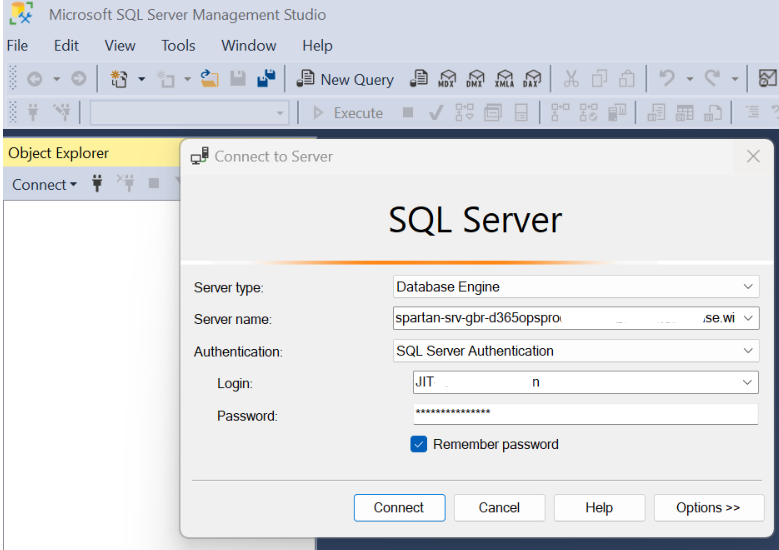 Microsoft SQL Server Management Studio
File Edit View Tools Window Help
New Query MDX DMX XMLA DAX
Execute
Object Explorer
Connect
Connect to Server
SQL Server
Server type: Database Engine
Server name: spartan-srv-gbr-d365opspro se.wi
Authentication: SQL Server Authentication
Login: JIT- n
Password: ***************
Remember password
Connect Cancel Help Options >>